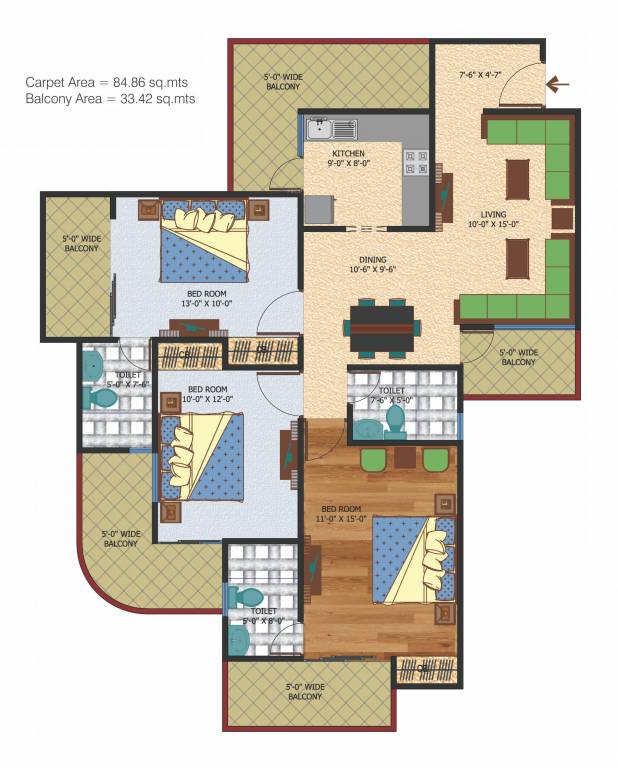 Carpet Area = 84.86 sq.mts
Balcony Area = 33.42 sq.mts
5'-0" WIDE
BALCONY
7'-6" X 4'-7"
KITCHEN
9'-0" X 8'-0"
LIVING
10'-0" X 15'-0"
5'-0" WIDE
BALCONY
DINING
10'-6" X 9'-6"
BED ROOM
13'-0" X 10'-0"
CB
CB
5'-0" WIDE
BALCONY
TOILET
5'-0" X 7'-6"
BED ROOM
10'-0" X 12'-0"
TOILET
7'-6" X 5'-0"
BED ROOM
11'-0" X 15'-0"
5'-0" WIDE
BALCONY
TOILET
5'-0" X 8'-0"
CB
5'-0" WIDE
BALCONY